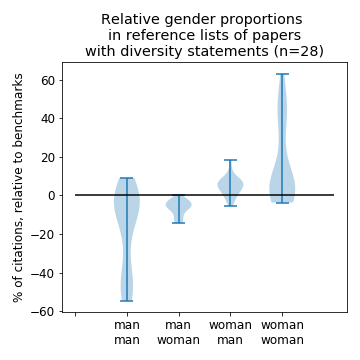 Relative gender proportions
in reference lists of papers
with diversity statements (n=28)
% of citations, relative to benchmarks
60
40
20
0
−20
−40
−60
man man woman woman
man woman man woman